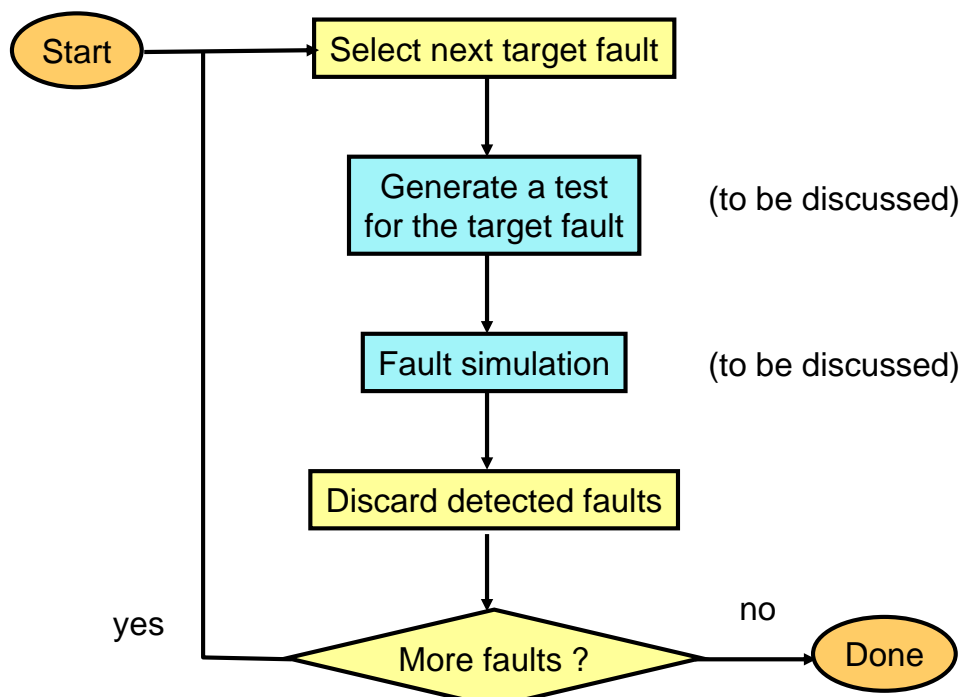 Start
Select next target fault
Generate a test
for the target fault
(to be discussed)
Fault simulation
(to be discussed)
Discard detected faults
yes
no
More faults ?
Done